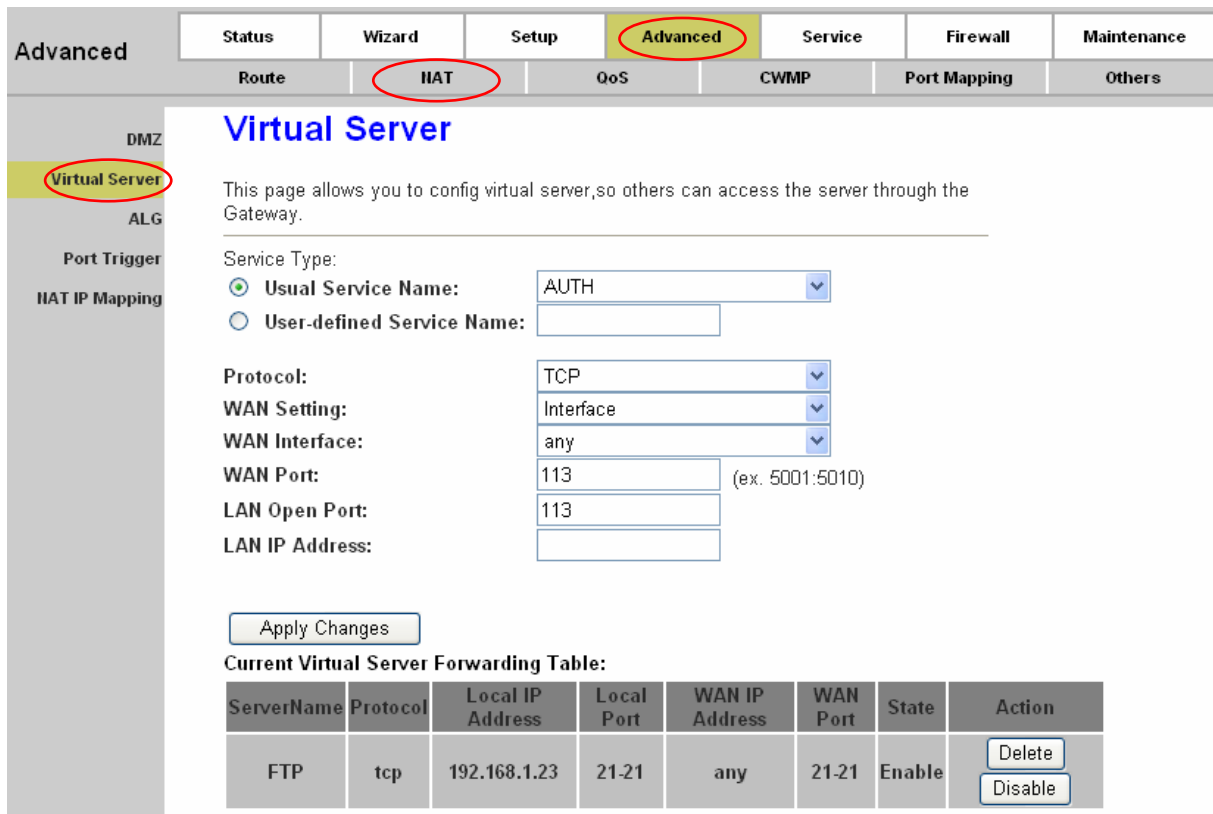 Advanced
Status Wizard Setup Advanced Service Firewall Maintenance
Route NAT QoS CWMP Port Mapping Others
DMZ
Virtual Server
ALG
Port Trigger
NAT IP Mapping
Virtual Server
This page allows you to config virtual server,so others can access the server through the
Gateway.
Service Type:
Usual Service Name: AUTH
User-defined Service Name:
Protocol: TCP
WAN Setting: Interface
WAN Interface: any
WAN Port: 113 (ex. 5001:5010)
LAN Open Port: 113
LAN IP Address:
Apply Changes
Current Virtual Server Forwarding Table:
ServerName Protocol Local IP Address Local Port WAN IP Address WAN Port State Action
FTP tcp 192.168.1.23 21-21 any 21-21 Enable Delete
Disable